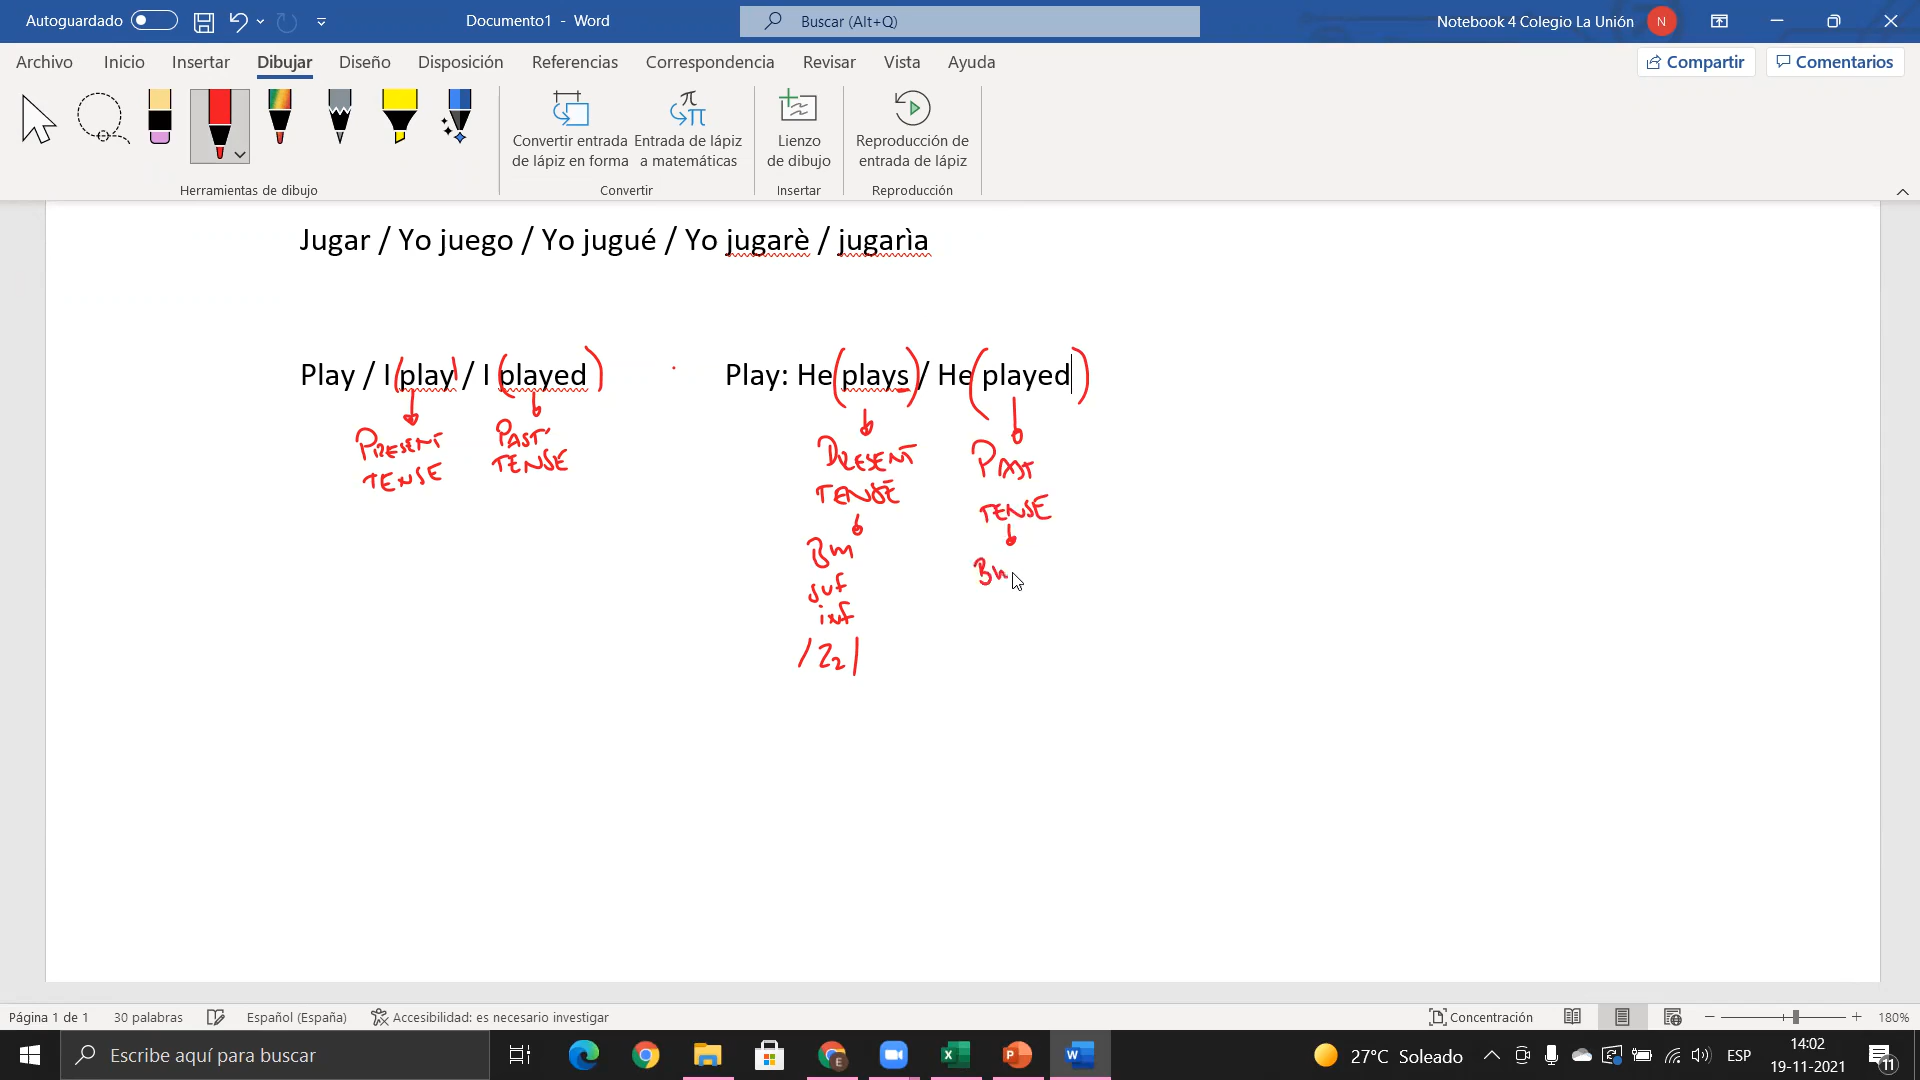 Autoguardado
Documento1 - Word
Buscar (Alt+Q)
Notebook 4 Colegio La Unión
N
Archivo Inicio Insertar Dibujar Diseño Disposición Referencias Correspondencia Revisar Vista Ayuda
Compartir
Comentarios
Convertir entrada de lápiz en forma
Entrada de lápiz a matemáticas
Lienzo de dibujo
Reproducción de entrada de lápiz
Herramientas de dibujo
Convertir
Insertar
Reproducción
Jugar / Yo juego / Yo jugué / Yo jugarè / jugarìa
Play / I (play) / I (played)
Play: He (plays) / He (played)
PRESENT
TENSE
PAST
TENSE
PRESENT
TENSE
Bm
suf
inf
/Z2/
PAST
TENSE
Página 1 de 1
30 palabras
Español (España)
Accesibilidad: es necesario investigar
Concentración
180%
Escribe aquí para buscar
27°C Soleado
ESP
14:02
19-11-2021
11